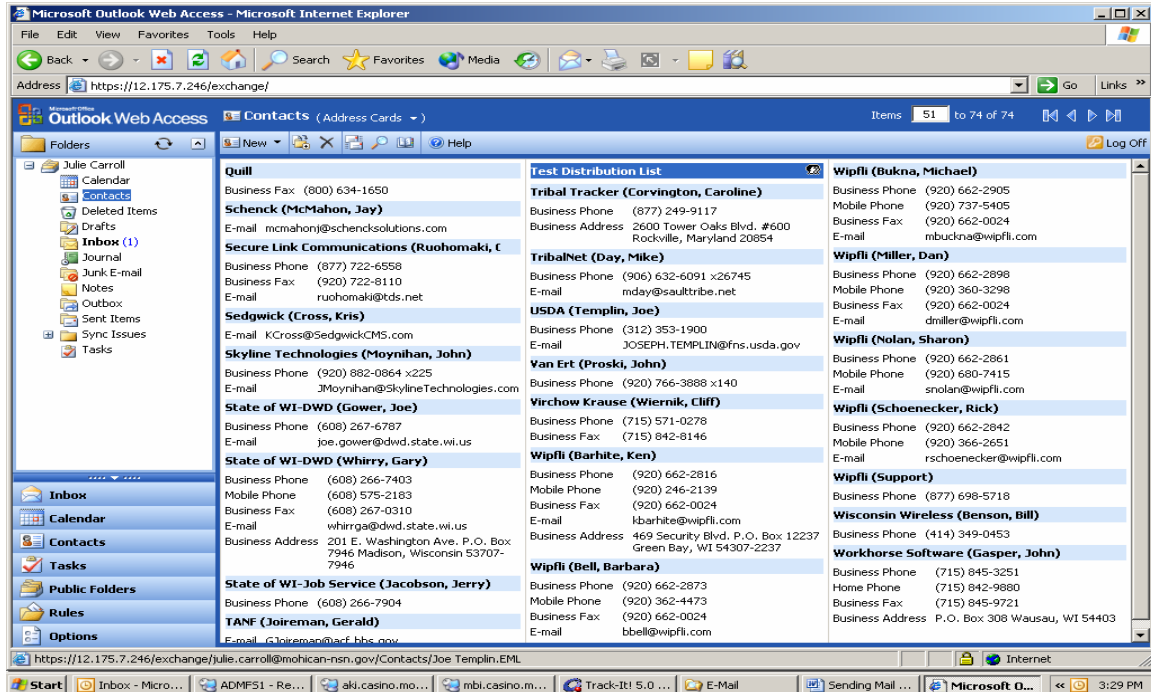 Microsoft Outlook Web Access - Microsoft Internet Explorer
File Edit View Favorites Tools Help
Back Search Favorites Media
Address https://12.175.7.246/exchange/ Go Links »
Microsoft Office
Outlook Web Access
Contacts (Address Cards)
Items 51 to 74 of 74
Folders
New Help Log Off
Julie Carroll
Calendar
Contacts
Deleted Items
Drafts
Inbox (1)
Journal
Junk E-mail
Notes
Outbox
Sent Items
Sync Issues
Tasks
Inbox
Calendar
Contacts
Tasks
Public Folders
Rules
Options
Quill
Business Fax (800) 634-1650
Schenck (McMahon, Jay)
E-mail mcmahonj@schencksolutions.com
Secure Link Communications (Ruohomaki, C
Business Phone (877) 722-6558
Business Fax (920) 722-8110
E-mail ruohomaki@tds.net
Sedgwick (Cross, Kris)
E-mail KCross@SedgwickCMS.com
Skyline Technologies (Moynihan, John)
Business Phone (920) 882-0864 x225
E-mail JMoynihan@SkylineTechnologies.com
State of WI-DWD (Gower, Joe)
Business Phone (608) 267-6787
E-mail joe.gower@dwd.state.wi.us
State of WI-DWD (Whirry, Gary)
Business Phone (608) 266-7403
Mobile Phone (608) 575-2183
Business Fax (608) 267-0310
E-mail whirrga@dwd.state.wi.us
Business Address 201 E. Washington Ave. P.O. Box
7946 Madison, Wisconsin 53707-
7946
State of WI-Job Service (Jacobson, Jerry)
Business Phone (608) 266-7904
TANF (Joireman, Gerald)
E-mail GJoireman@acf.hhs.gov
Test Distribution List
Tribal Tracker (Corvington, Caroline)
Business Phone (877) 249-9117
Business Address 2600 Tower Oaks Blvd. #600
Rockville, Maryland 20854
TribalNet (Day, Mike)
Business Phone (906) 632-6091 x26745
E-mail mday@saulttribe.net
USDA (Templin, Joe)
Business Phone (312) 353-1900
E-mail JOSEPH.TEMPLIN@fns.usda.gov
Van Ert (Proski, John)
Business Phone (920) 766-3888 x140
Virchow Krause (Wiernik, Cliff)
Business Phone (715) 571-0278
Business Fax (715) 842-8146
Wipfli (Barhite, Ken)
Business Phone (920) 662-2816
Mobile Phone (920) 246-2139
Business Fax (920) 662-0024
E-mail kbarhite@wipfli.com
Business Address 469 Security Blvd. P.O. Box 12237
Green Bay, WI 54307-2237
Wipfli (Bell, Barbara)
Business Phone (920) 662-2873
Mobile Phone (920) 362-4473
Business Fax (920) 662-0024
E-mail bbell@wipfli.com
Wipfli (Bukna, Michael)
Business Phone (920) 662-2905
Mobile Phone (920) 737-5405
Business Fax (920) 662-0024
E-mail mbuckna@wipfli.com
Wipfli (Miller, Dan)
Business Phone (920) 662-2898
Mobile Phone (920) 360-3298
Business Fax (920) 662-0024
E-mail dmiller@wipfli.com
Wipfli (Nolan, Sharon)
Business Phone (920) 662-2861
Mobile Phone (920) 680-7415
E-mail snolan@wipfli.com
Wipfli (Schoenecker, Rick)
Business Phone (920) 662-2842
Mobile Phone (920) 366-2651
E-mail rschoenecker@wipfli.com
Wipfli (Support)
Business Phone (877) 698-5718
Wisconsin Wireless (Benson, Bill)
Business Phone (414) 349-0453
Workhorse Software (Gasper, John)
Business Phone (715) 845-3251
Home Phone (715) 842-9880
Business Fax (715) 845-9721
Business Address P.O. Box 308 Wausau, WI 54403
https://12.175.7.246/exchange/julie.carroll@mohican-nsn.gov/Contacts/Joe Templin.EML Internet
Start Inbox - Micro... ADMFS1 - Re... aki.casino.mo... mbi.casino.m... Track-It! 5.0 ... E-Mail Sending Mail ... Microsoft O... « 3:29 PM